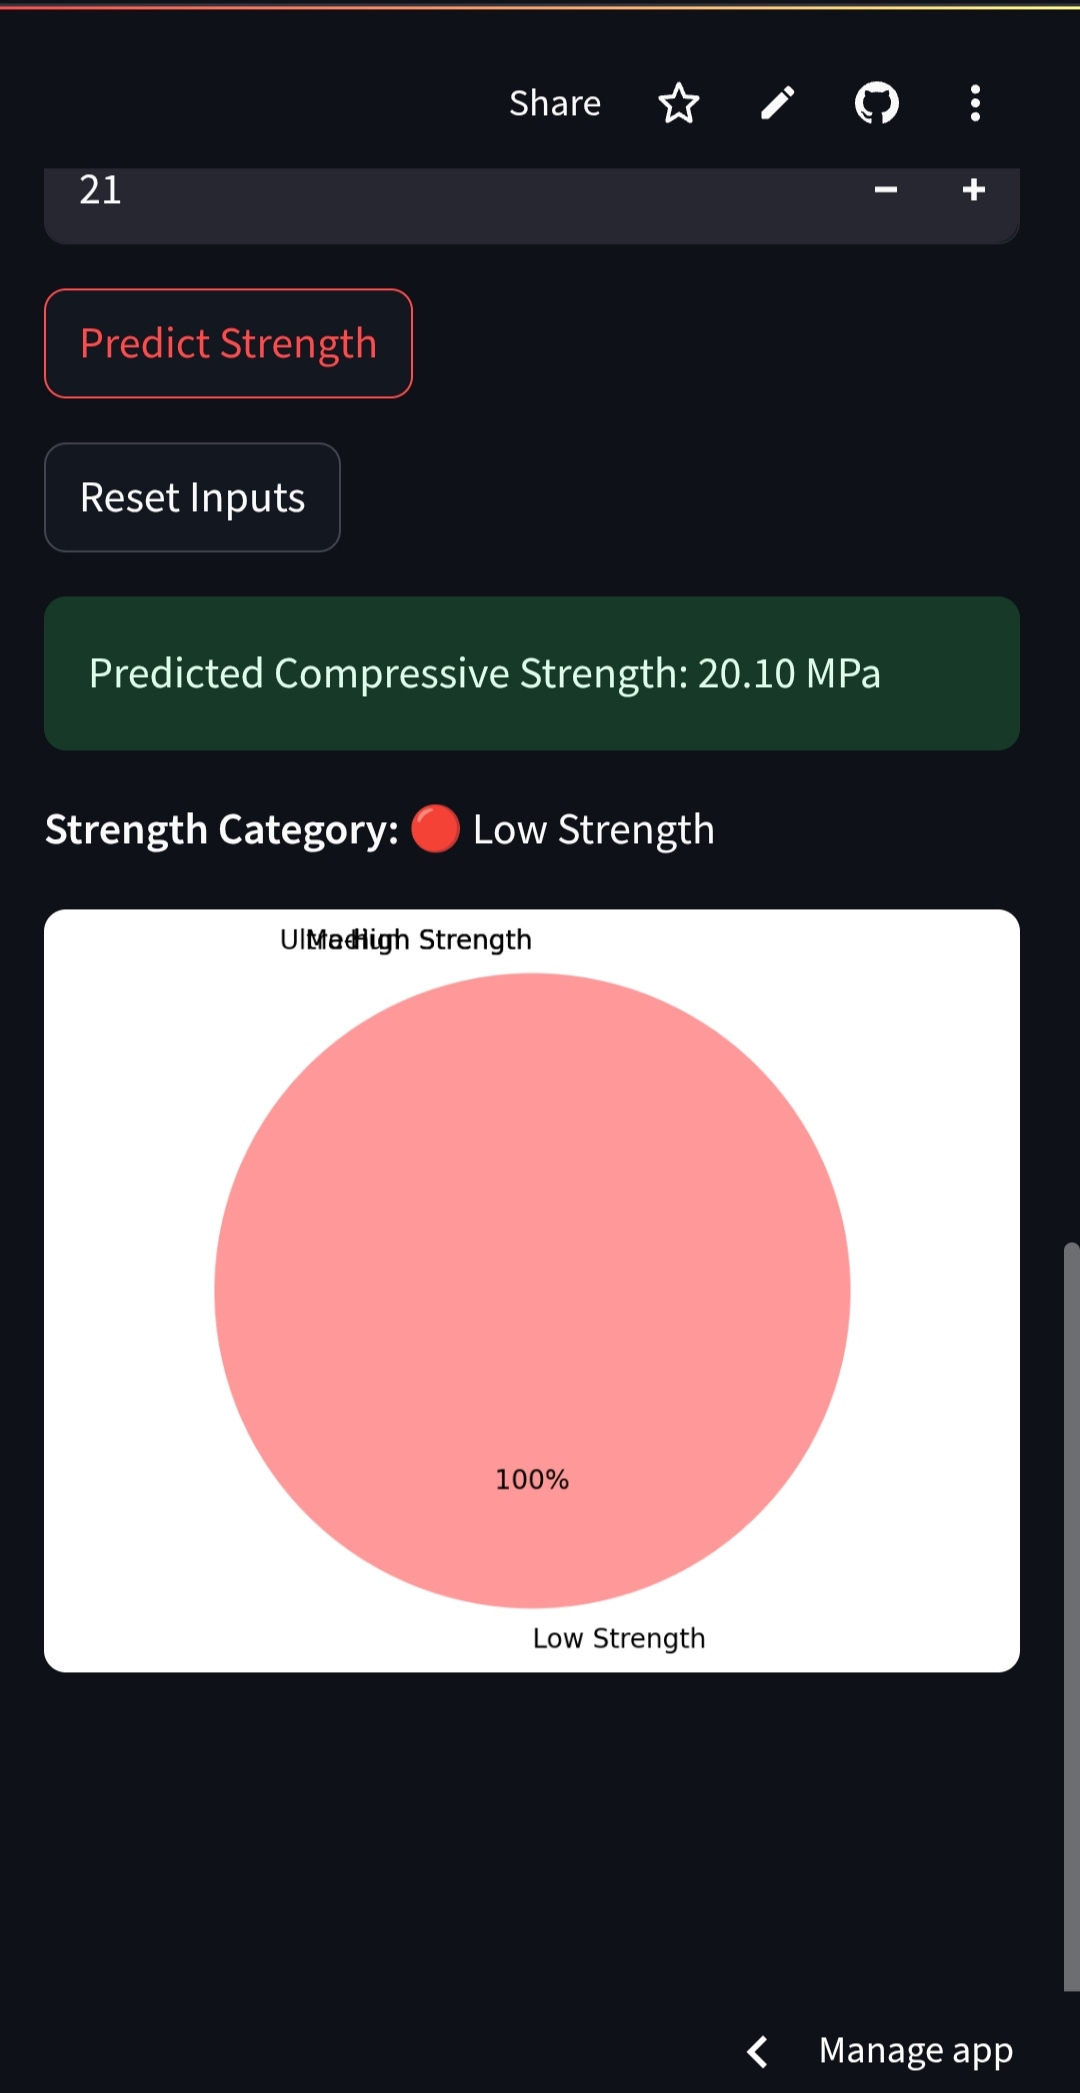 Share
21
Predict Strength
Reset Inputs
Predicted Compressive Strength: 20.10 MPa
Strength Category: 🔴 Low Strength
Strength
100%
Low Strength
Manage app